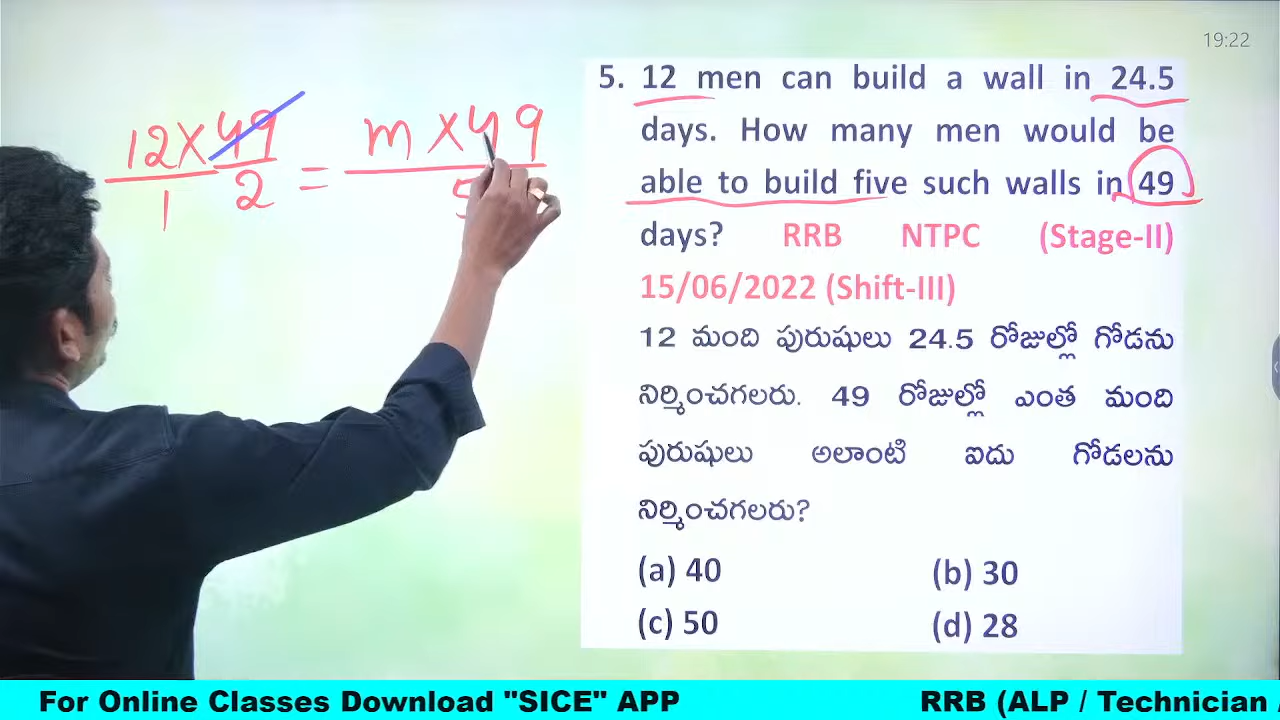 19:22
12 X 49 = m X 49
1 2
5. 12 men can build a wall in 24.5
days. How many men would be
able to build five such walls in 49
days? RRB NTPC (Stage-II)
15/06/2022 (Shift-III)
12 మంది పురుషులు 24.5 రోజుల్లో గోడను
నిర్మించగలరు. 49 రోజుల్లో ఎంత మంది
పురుషులు అలాంటి ఐదు గోడలను
నిర్మించగలరు?
(a) 40 (b) 30
(c) 50 (d) 28
For Online Classes Download "SICE" APP RRB (ALP / Technician